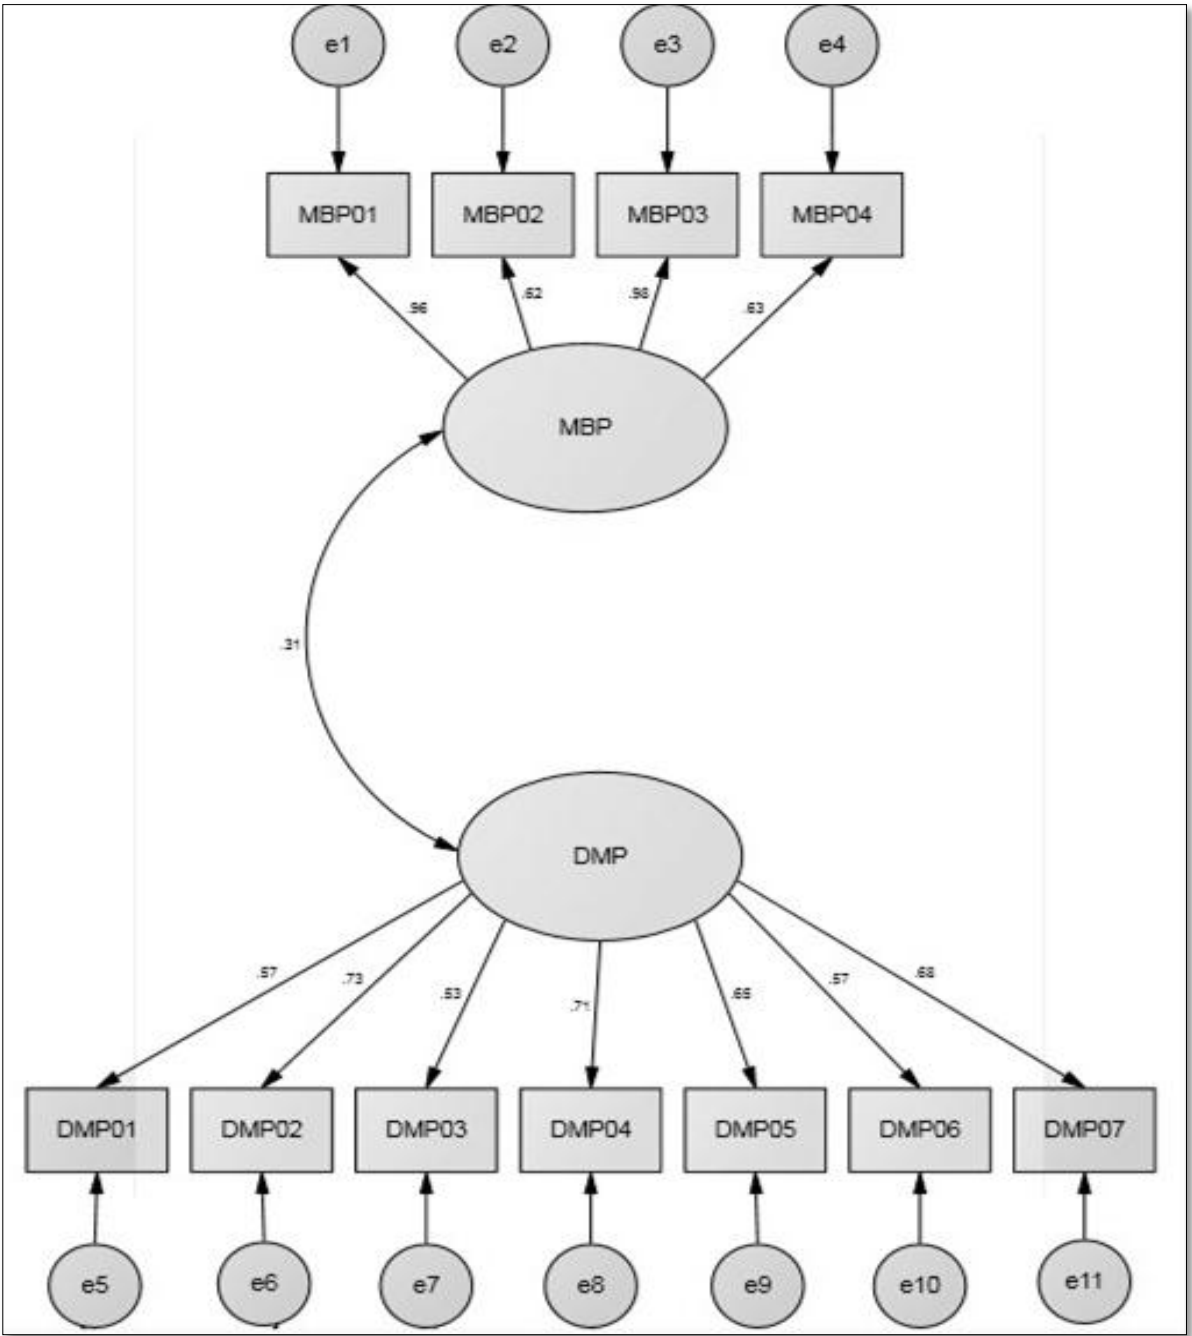 e1 e2 e3 e4
MBP01 MBP02 MBP03 MBP04
.96 .62 .98 .63
MBP
.31
DMP
.57 .73 .53 .71 .65 .57 .68
DMP01 DMP02 DMP03 DMP04 DMP05 DMP06 DMP07
e5 e6 e7 e8 e9 e10 e11